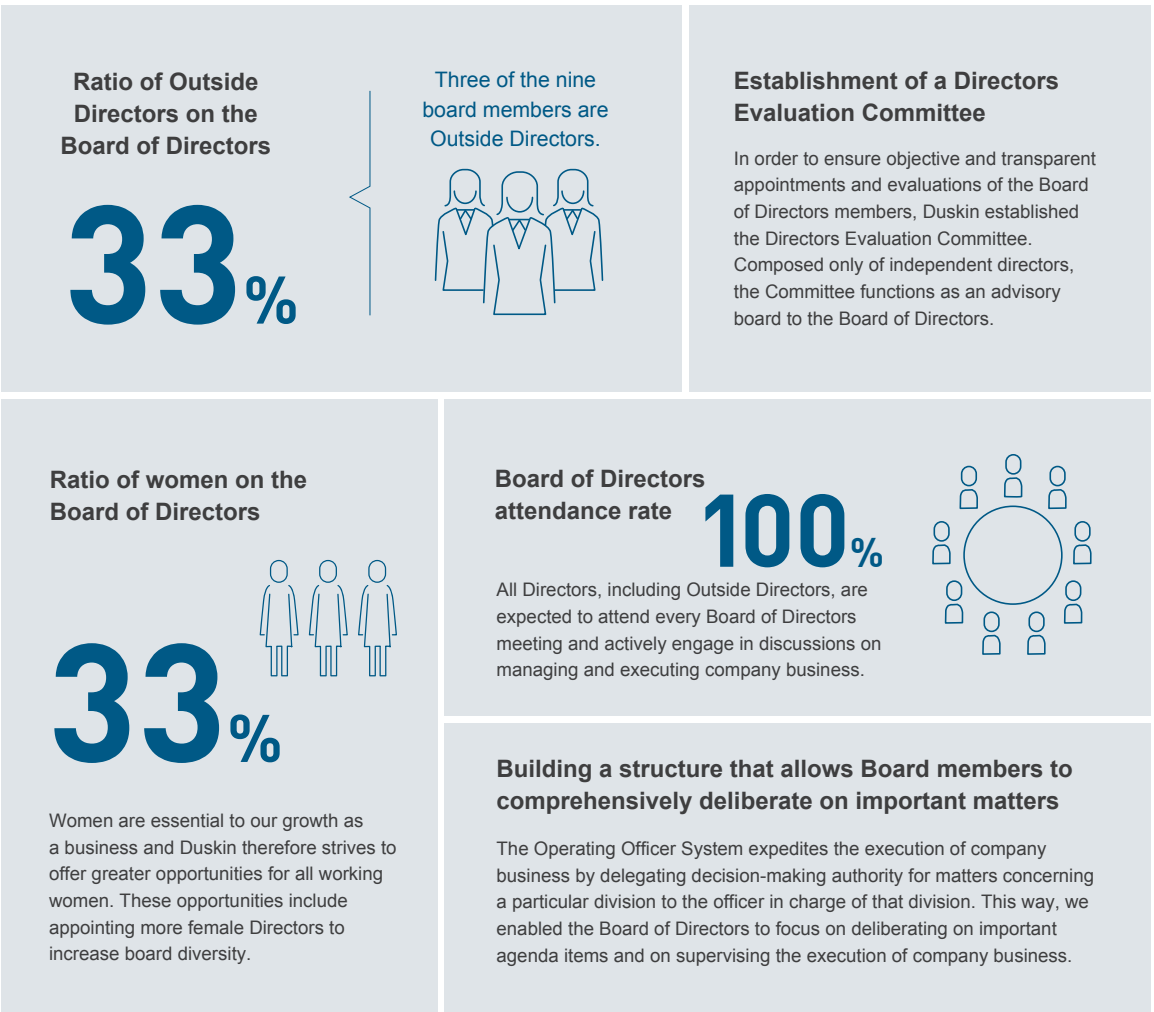 Ratio of Outside
Directors on the
Board of Directors
33%
Three of the nine
board members are
Outside Directors.
Establishment of a Directors
Evaluation Committee
In order to ensure objective and transparent
appointments and evaluations of the Board
of Directors members, Duskin established
the Directors Evaluation Committee.
Composed only of independent directors,
the Committee functions as an advisory
board to the Board of Directors.
Ratio of women on the
Board of Directors
33%
Women are essential to our growth as
a business and Duskin therefore strives to
offer greater opportunities for all working
women. These opportunities include
appointing more female Directors to
increase board diversity.
Board of Directors
attendance rate
100%
All Directors, including Outside Directors, are
expected to attend every Board of Directors
meeting and actively engage in discussions on
managing and executing company business.
Building a structure that allows Board members to
comprehensively deliberate on important matters
The Operating Officer System expedites the execution of company
business by delegating decision-making authority for matters concerning
a particular division to the officer in charge of that division. This way, we
enabled the Board of Directors to focus on deliberating on important
agenda items and on supervising the execution of company business.